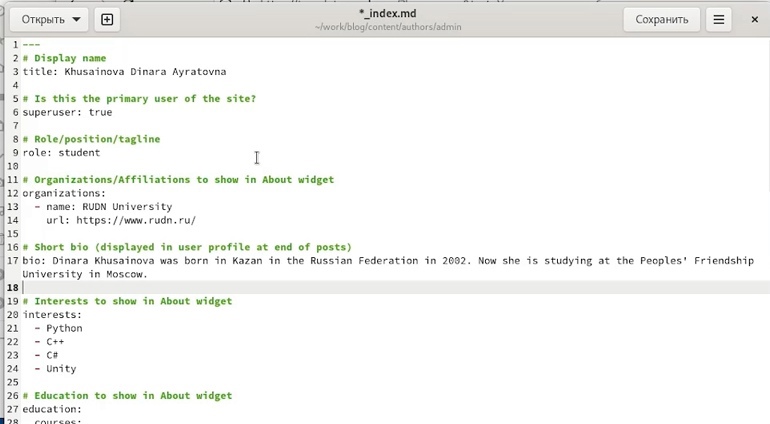 Открыть
*_index.md
~/work/blog/content/authors/admin
Сохранить
1 ---
2 # Display name
3 title: Khusainova Dinara Ayratovna
4
5 # Is this the primary user of the site?
6 superuser: true
7
8 # Role/position/tagline
9 role: student
10
11 # Organizations/Affiliations to show in About widget
12 organizations:
13   - name: RUDN University
14     url: https://www.rudn.ru/
15
16 # Short bio (displayed in user profile at end of posts)
17 bio: Dinara Khusainova was born in Kazan in the Russian Federation in 2002. Now she is studying at the Peoples’ Friendship
University in Moscow.
18
19 # Interests to show in About widget
20 interests:
21   - Python
22   - C++
23   - C#
24   - Unity
25
26 # Education to show in About widget
27 education:
28   courses: